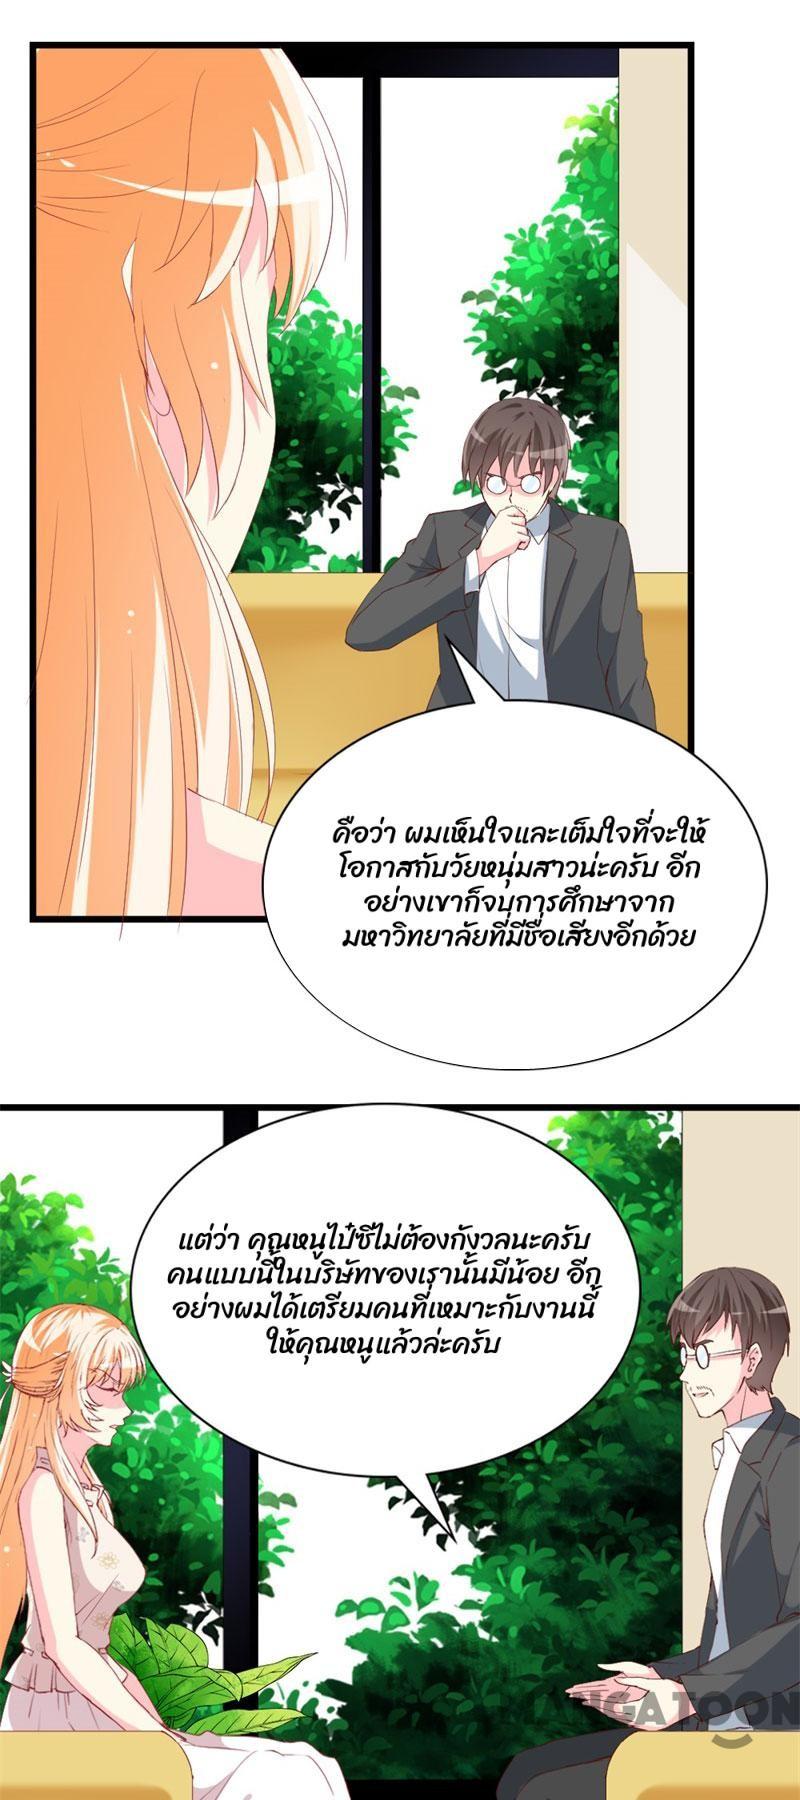 คือว่า ผมเห็นใจและเต็มใจที่จะให้
โอกาสกับวัยหนุ่มสาวน่ะครับ อีก
อย่างเขาก็จบการศึกษาจาก
มหาวิทยาลัยที่มีชื่อเสียงอีกด้วย
แต่ว่า คุณหนูไป๋ซีไม่ต้องกังวลนะครับ
คนแบบนี้ในบริษัทของเรานั้นมีน้อย อีก
อย่างผมได้เตรียมคนที่เหมาะกับงานนี้
ให้คุณหนูแล้วล่ะครับ
MANGA TOON